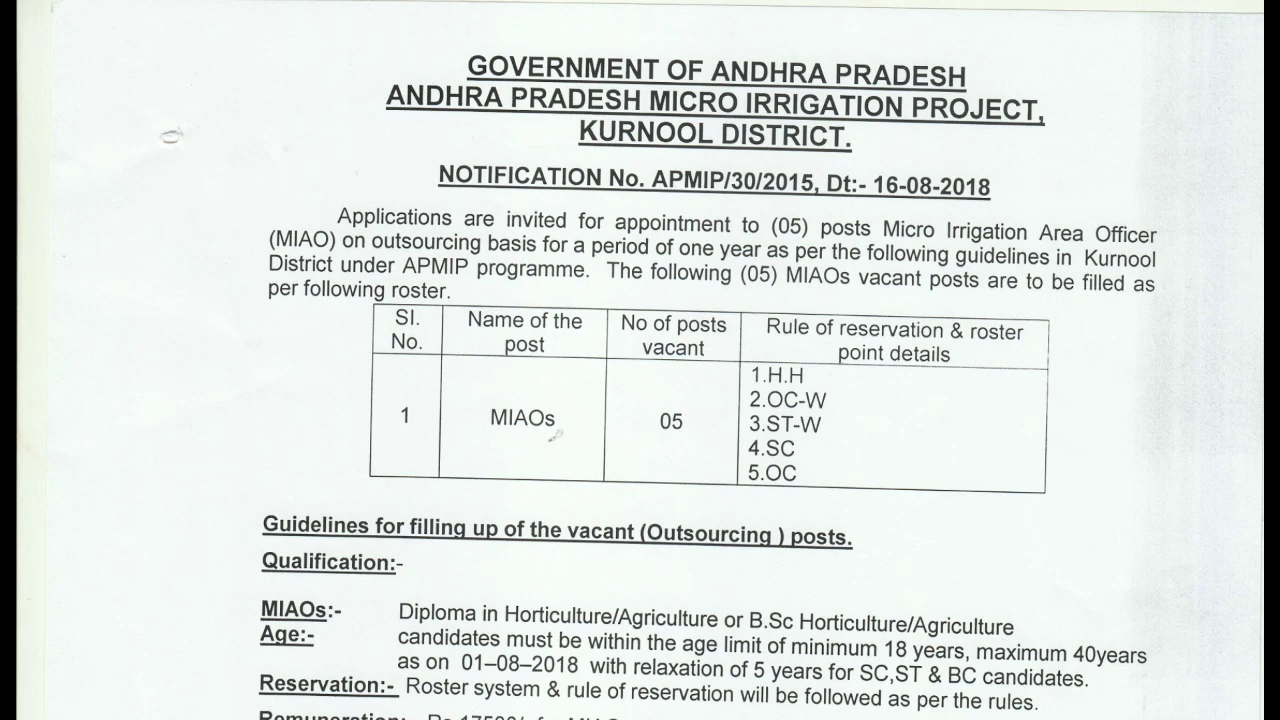 GOVERNMENT OF ANDHRA PRADESH
ANDHRA PRADESH MICRO IRRIGATION PROJECT,
KURNOOL DISTRICT.
NOTIFICATION No. APMIP/30/2015, Dt:- 16-08-2018
Applications are invited for appointment to (05) posts Micro Irrigation Area Officer
(MIAO) on outsourcing basis for a period of one year as per the following guidelines in Kurnool
District under APMIP programme. The following (05) MIAOs vacant posts are to be filled as
per following roster.
Sl. No. Name of the post No of posts vacant Rule of reservation & roster point details
1 MIAOs 05 1.H.H
2.OC-W
3.ST-W
4.SC
5.OC
Guidelines for filling up of the vacant (Outsourcing ) posts.
Qualification:-
MIAOs:- Diploma in Horticulture/Agriculture or B.Sc Horticulture/Agriculture
Age:- candidates must be within the age limit of minimum 18 years, maximum 40years
as on 01–08–2018 with relaxation of 5 years for SC,ST & BC candidates.
Reservation:- Roster system & rule of reservation will be followed as per the rules.
Remuneration:-